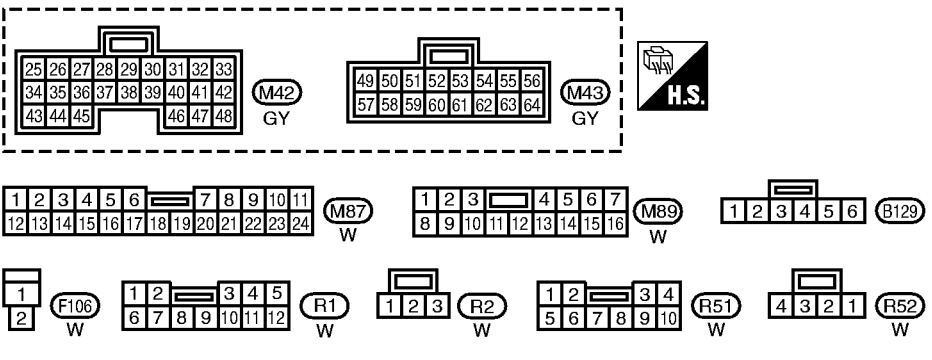 25 26 27 28 29 30 31 32 33
34 35 36 37 38 39 40 41 42
43 44 45 46 47 48
M42
GY
49 50 51 52 53 54 55 56
57 58 59 60 61 62 63 64
M43
GY
H.S.
1 2 3 4 5 6 7 8 9 10 11
12 13 14 15 16 17 18 19 20 21 22 23 24
M87
W
1 2 3 4 5 6 7
8 9 10 11 12 13 14 15 16
M89
W
1 2 3 4 5 6
B129
1
2
F106
W
1 2 3 4 5
6 7 8 9 10 11 12
R1
W
1 2 3
R2
W
1 2 3 4
5 6 7 8 9 10
R51
W
4 3 2 1
R52
W